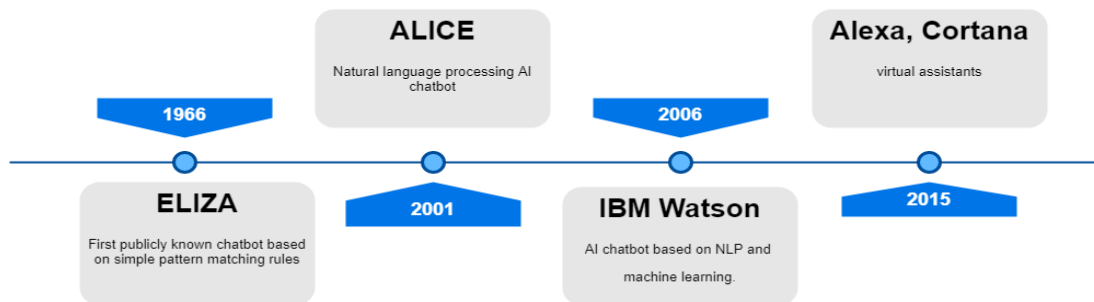 1966
ELIZA
First publicly known chatbot based
on simple pattern matching rules
ALICE
Natural language processing AI
chatbot
2001
2006
IBM Watson
AI chatbot based on NLP and
machine learning.
Alexa, Cortana
virtual assistants
2015